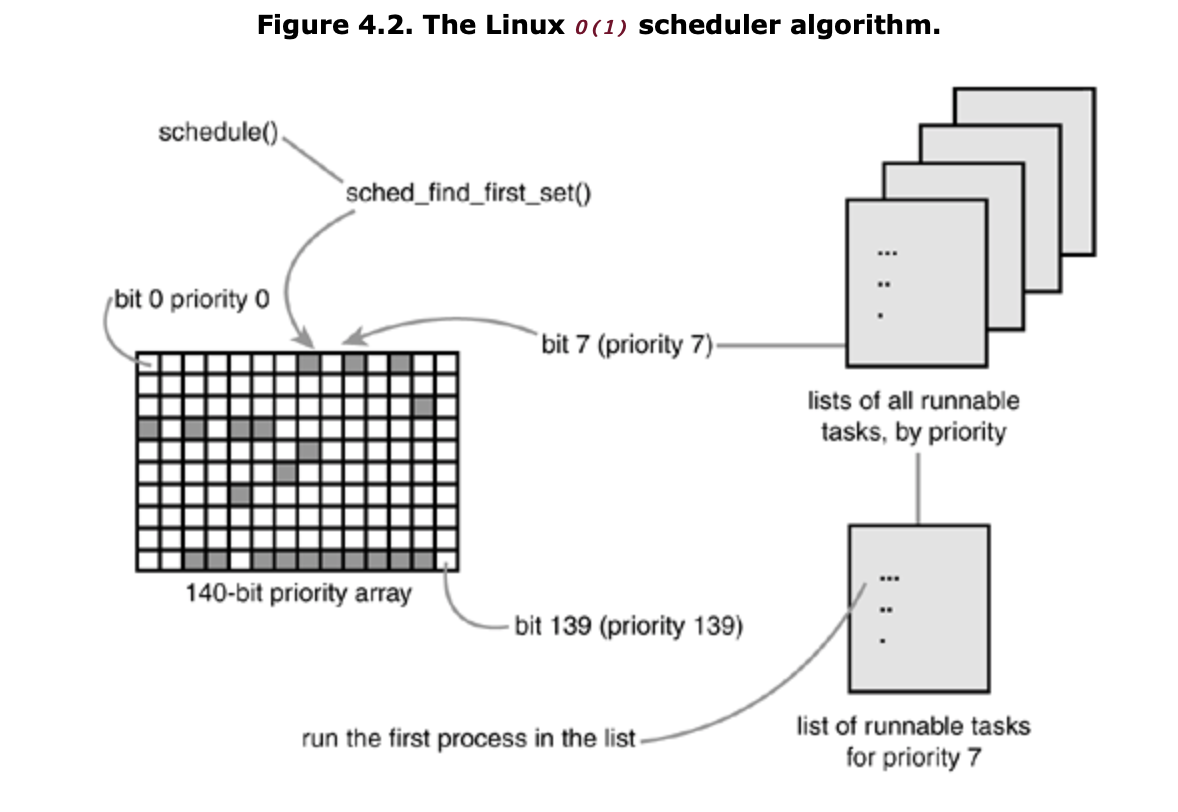 Figure 4.2. The Linux O(1) scheduler algorithm.
schedule()
sched_find_first_set()
bit 0 priority 0
bit 7 (priority 7)
...
..
.
lists of all runnable
tasks, by priority
140-bit priority array
bit 139 (priority 139)
...
..
.
run the first process in the list
list of runnable tasks
for priority 7